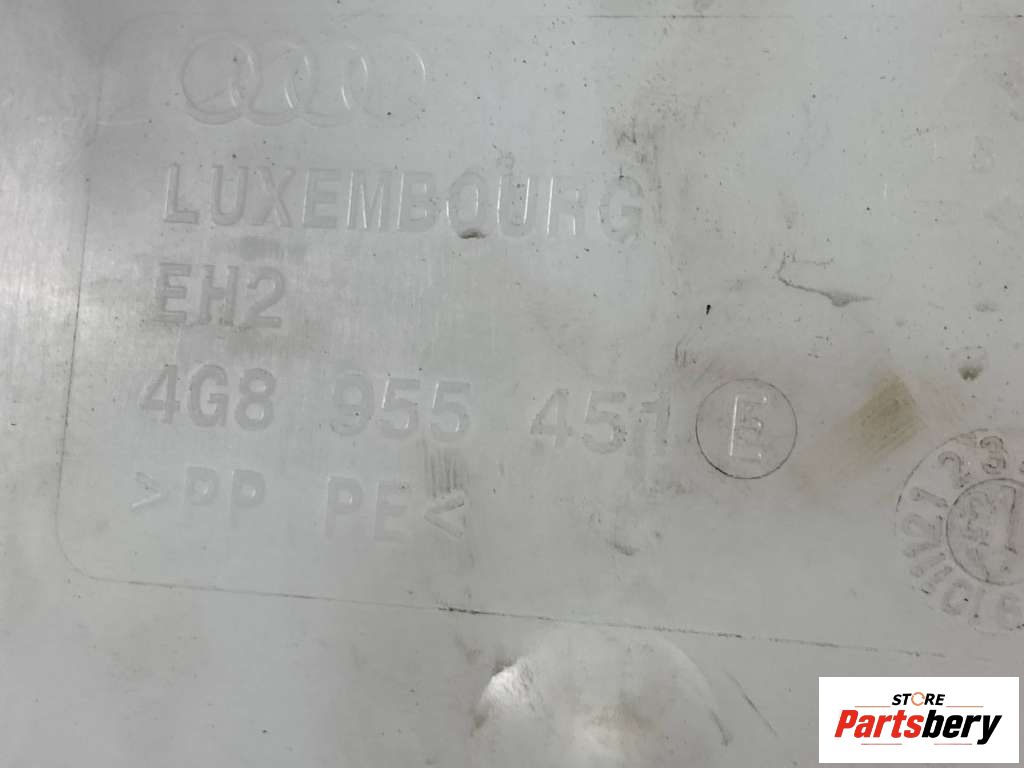 LUXEMBOURG
EH2
4G8 955 451 E
>PP PE<
STORE
Partsbery